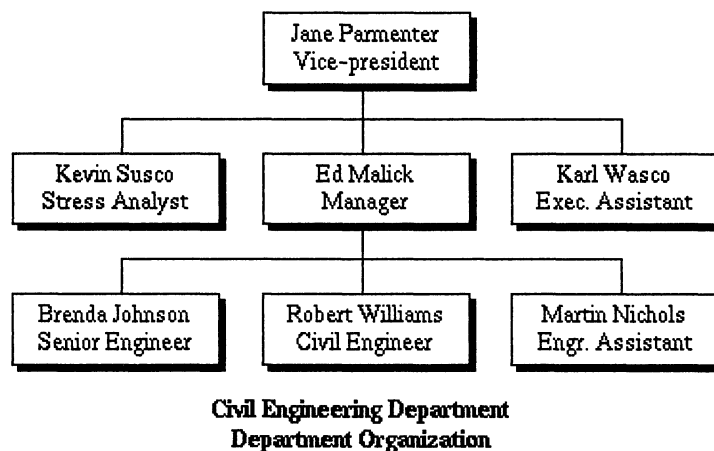 Jane Parmenter
Vice-president
Kevin Susco
Stress Analyst
Ed Malick
Manager
Karl Wasco
Exec. Assistant
Brenda Johnson
Senior Engineer
Robert Williams
Civil Engineer
Martin Nichols
Engr. Assistant
Civil Engineering Department
Department Organization